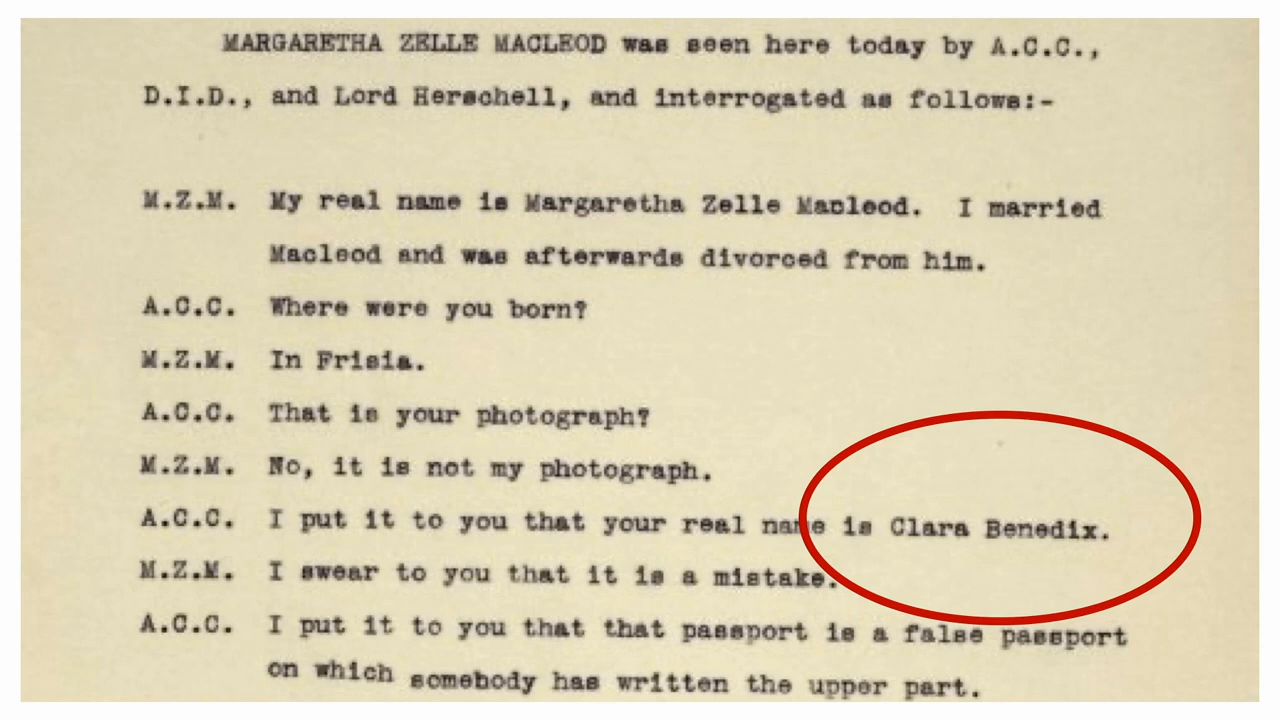 MARGARETHA ZELLE MACLEOD was seen here today by A.C.C.,
D.I.D., and Lord Herschell, and interrogated as follows:-
M.Z.M. My real name is Margaretha Zelle Macleod. I married
Macleod and was afterwards divorced from him.
A.C.C. Where were you born?
M.Z.M. In Frisia.
A.C.C. That is your photograph?
M.Z.M. No, it is not my photograph.
A.C.C. I put it to you that your real name is Clara Benedix.
M.Z.M. I swear to you that it is a mistake.
A.C.C. I put it to you that that passport is a false passport
on which somebody has written the upper part.